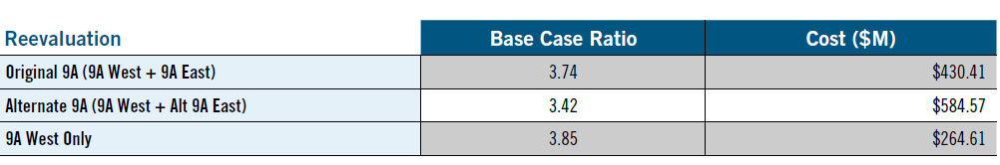 Reevaluation Base Case Ratio Cost ($M)
Original 9A (9A West + 9A East) 3.74 $430.41
Alternate 9A (9A West + Alt 9A East) 3.42 $584.57
9A West Only 3.85 $264.61